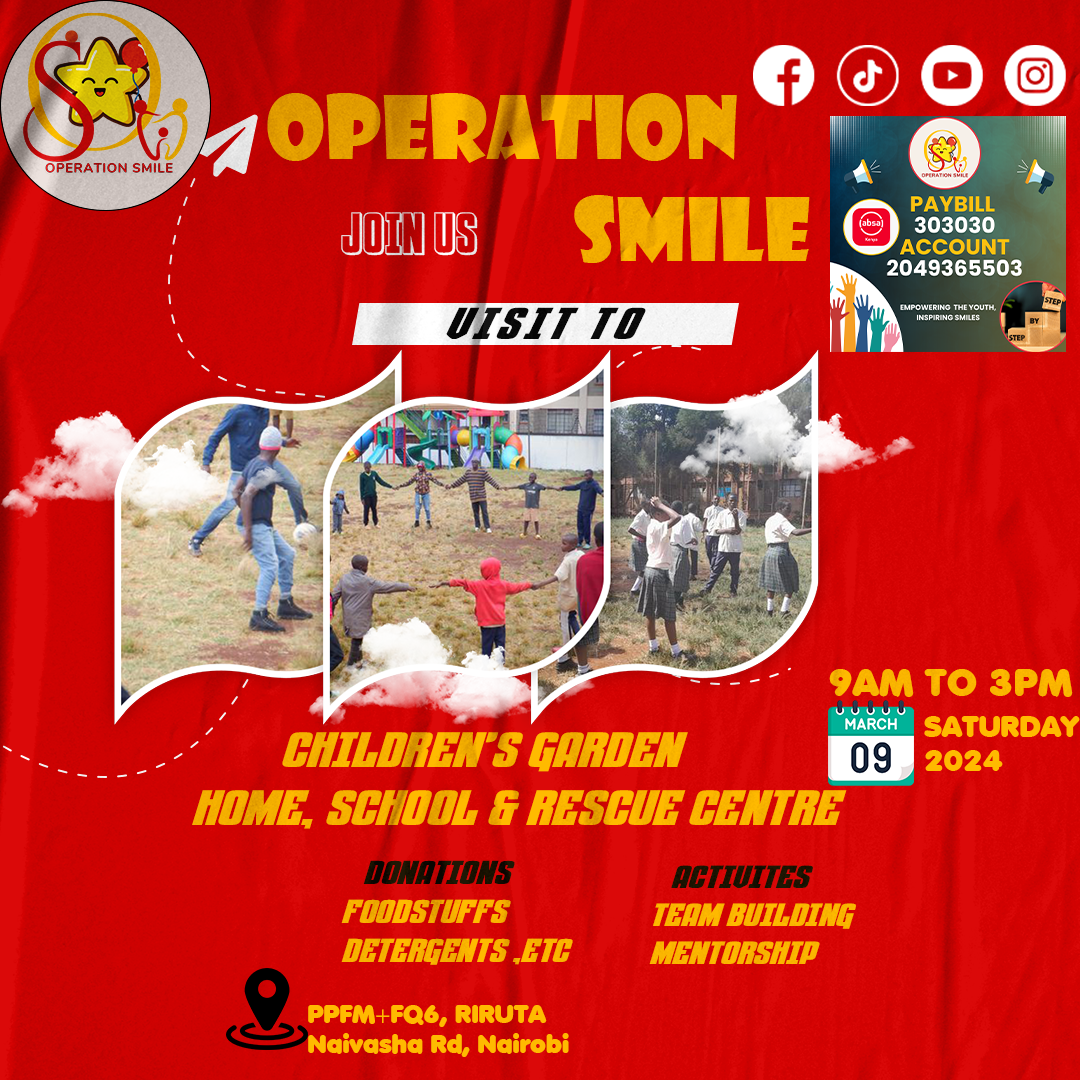 OPERATION SMILE
OPERATION
SMILE
JOIN US
VISIT TO
OPERATION SMILE
absa
Kenya
PAYBILL
303030
ACCOUNT
2049365503
EMPOWERING THE YOUTH,
INSPIRING SMILES
STEP
BY
STEP
9AM TO 3PM
MARCH
09
SATURDAY
2024
CHILDREN'S GARDEN
HOME, SCHOOL & RESCUE CENTRE
DONATIONS
FOODSTUFFS
DETERGENTS ,ETC
ACTIVITES
TEAM BUILDING
MENTORSHIP
PPFM+FQ6, RIRUTA
Naivasha Rd, Nairobi